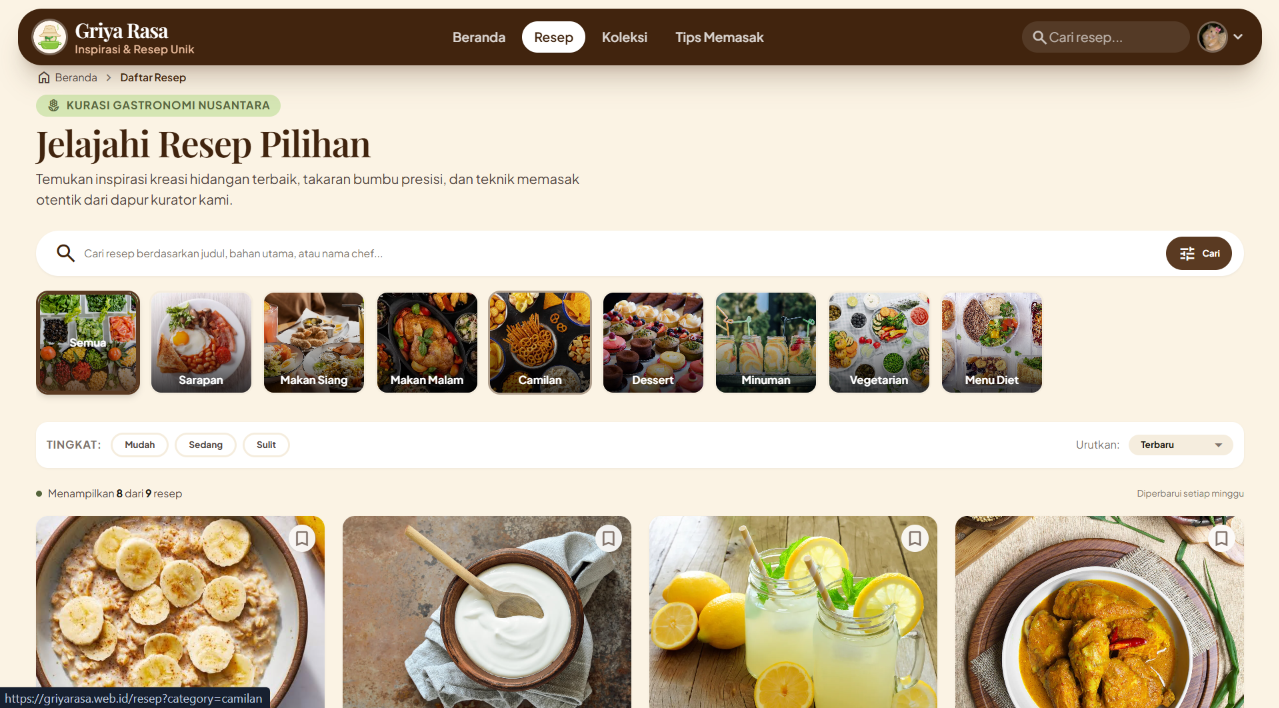 Griya Rasa
Inspirasi & Resep Unik
Beranda
Resep
Koleksi
Tips Memasak
Cari resep...
Beranda > Daftar Resep
KURASI GASTRONOMI NUSANTARA
Jelajahi Resep Pilihan
Temukan inspirasi kreasi hidangan terbaik, takaran bumbu presisi, dan teknik memasak
otentik dari dapur kurator kami.
Cari resep berdasarkan judul, bahan utama, atau nama chef...
Cari
Semua
Sarapan
Makan Siang
Makan Malam
Camilan
Dessert
Minuman
Vegetarian
Menu Diet
TINGKAT:
Mudah
Sedang
Sulit
Urutkan:
Terbaru
Menampilkan 8 dari 9 resep
Diperbarui setiap minggu
https://griyarasa.web.id/resep?category=camilan